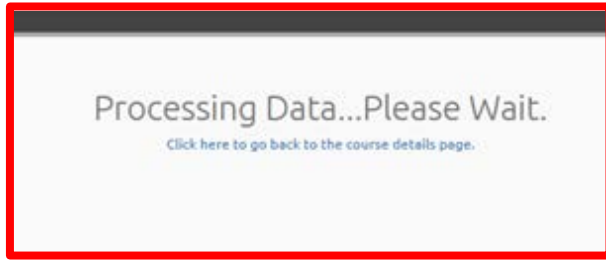 Processing Data...Please Wait.
Click here to go back to the course details page.